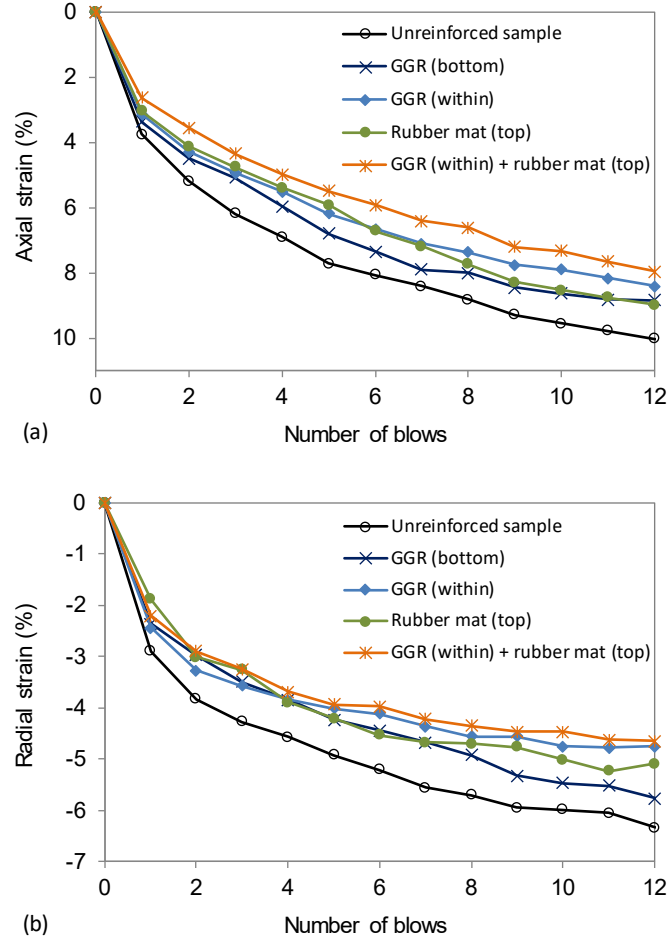 0
2
4
6
8
10
Axial strain (%)
Unreinforced sample
GGR (bottom)
GGR (within)
Rubber mat (top)
GGR (within) + rubber mat (top)
0 2 4 6 8 10 12
(a)
Number of blows
0
-1
-2
-3
-4
-5
-6
-7
Radial strain (%)
Unreinforced sample
GGR (bottom)
GGR (within)
Rubber mat (top)
GGR (within) + rubber mat (top)
0 2 4 6 8 10 12
(b)
Number of blows